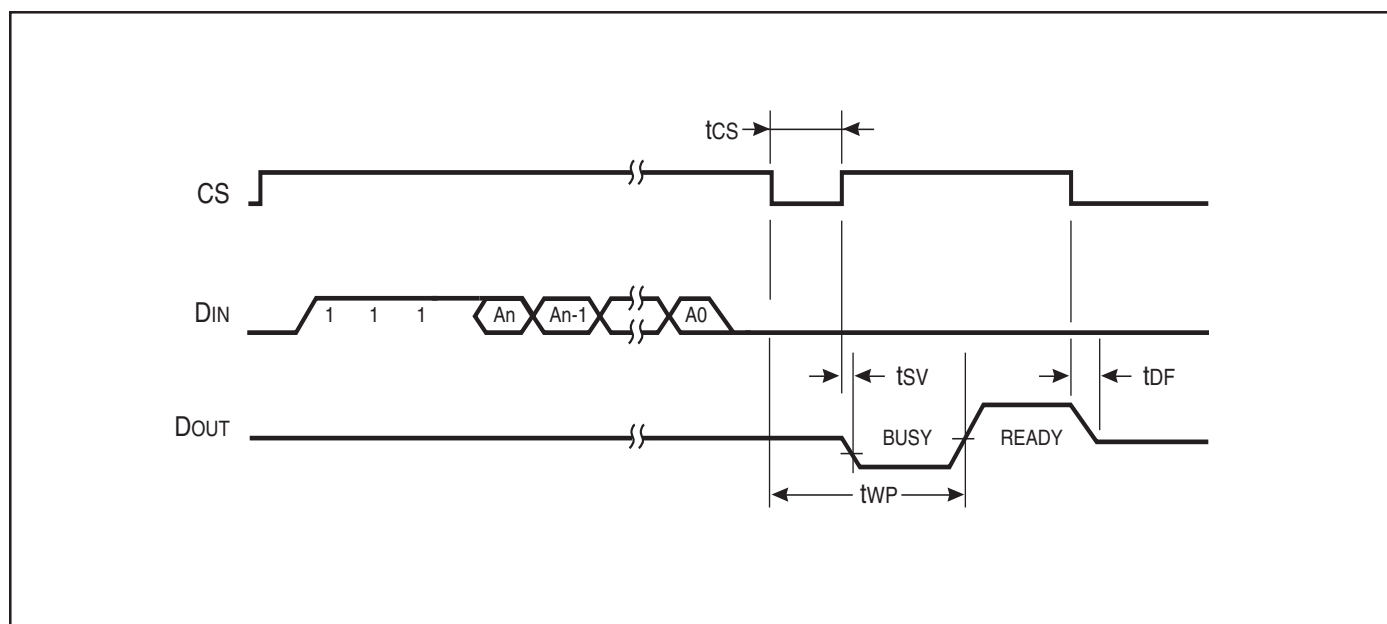 tCS
CS
DIN
1 1 1 An An-1 A0
tSV
tDF
DOUT
BUSY
READY
tWP